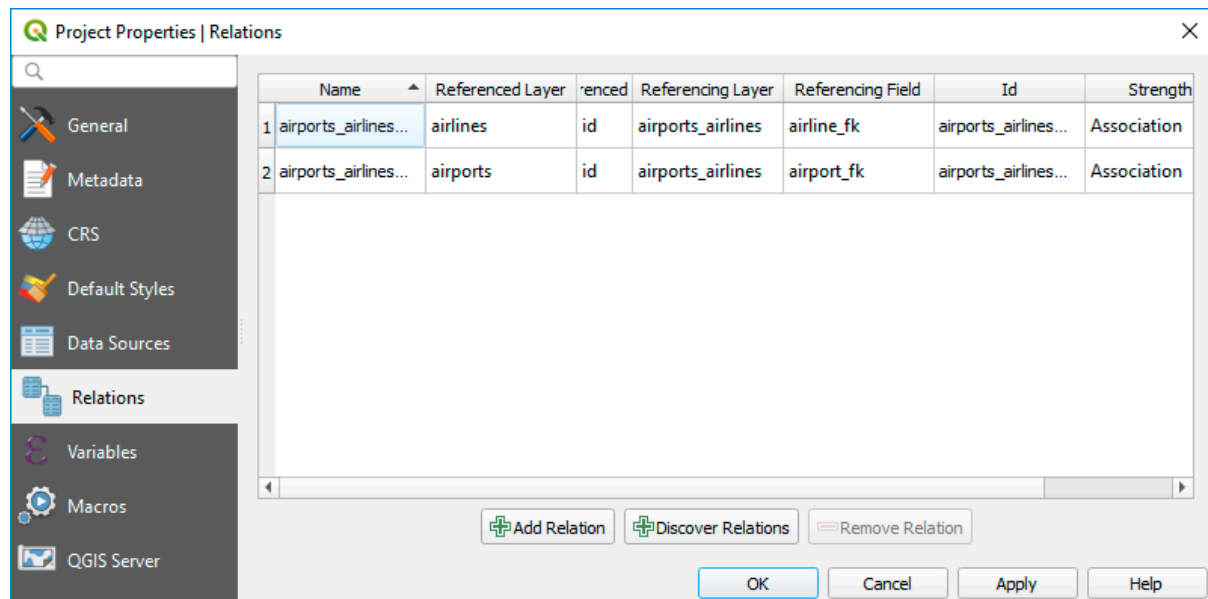 Project Properties | Relations
General
Metadata
CRS
Default Styles
Data Sources
Relations
Variables
Macros
QGIS Server
Name Referenced Layer renced Referencing Layer Referencing Field Id Strength
1 airports_airlines... airlines id airports_airlines airline_fk airports_airlines... Association
2 airports_airlines... airports id airports_airlines airport_fk airports_airlines... Association
Add Relation Discover Relations Remove Relation
OK Cancel Apply Help